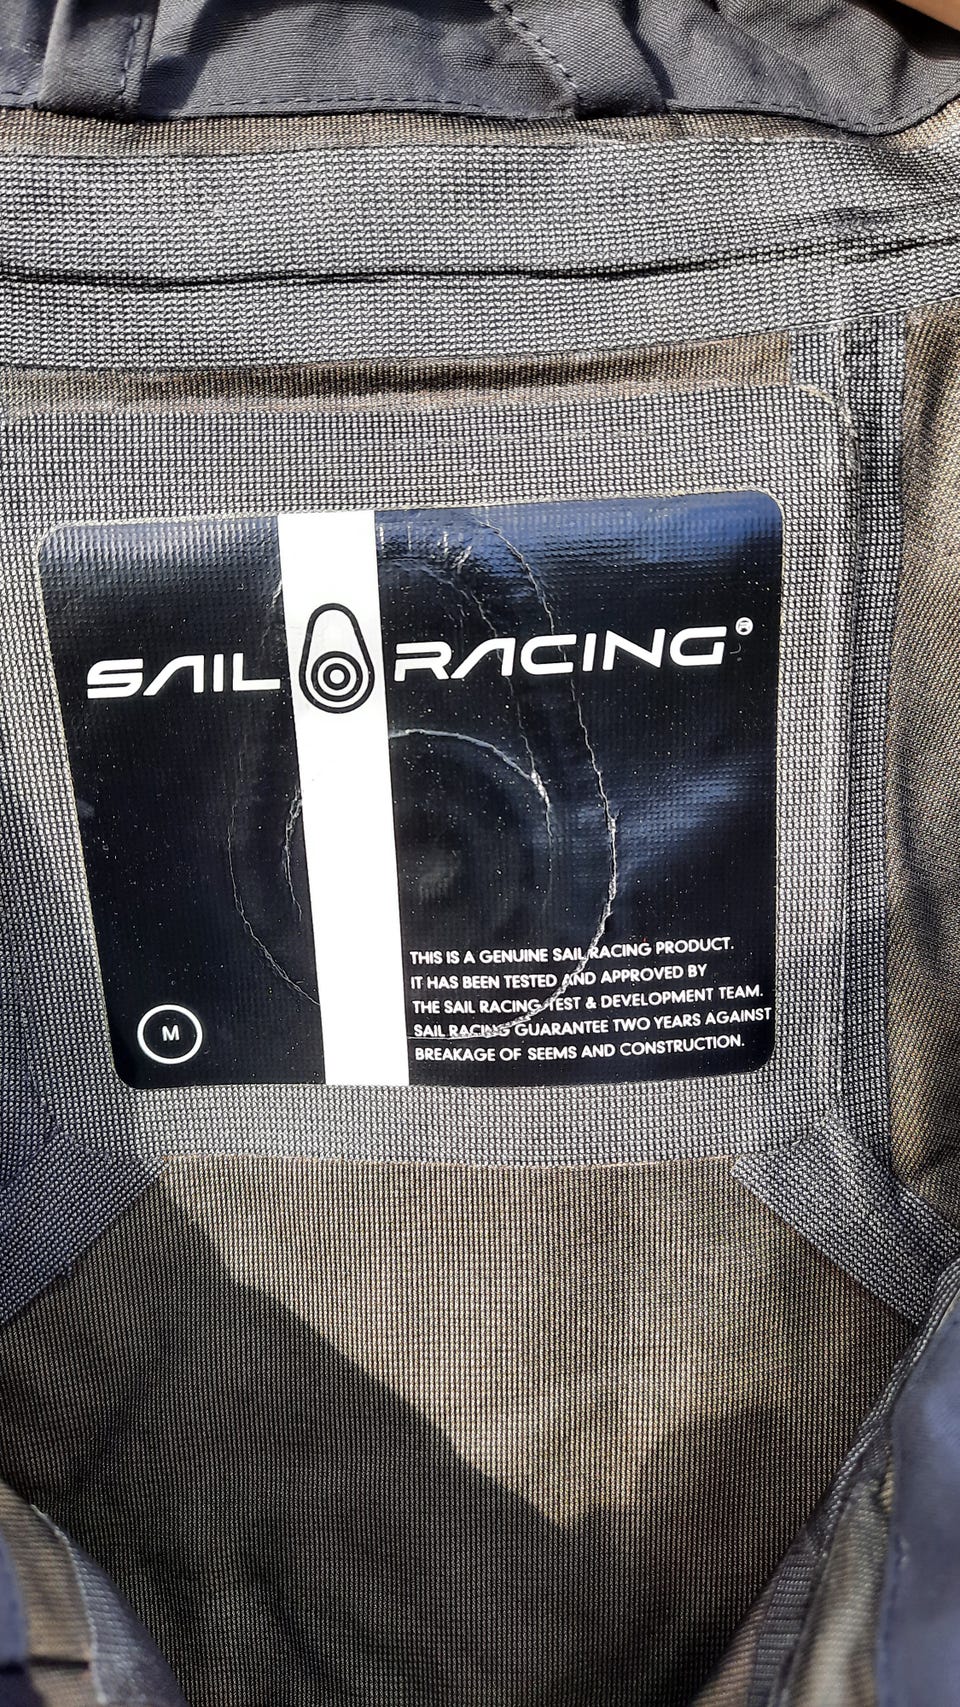 SAIL RACING®
THIS IS A GENUINE SAIL RACING PRODUCT.
IT HAS BEEN TESTED AND APPROVED BY
THE SAIL RACING TEST & DEVELOPMENT TEAM.
SAIL RACING GUARANTEE TWO YEARS AGAINST
BREAKAGE OF SEEMS AND CONSTRUCTION.
M